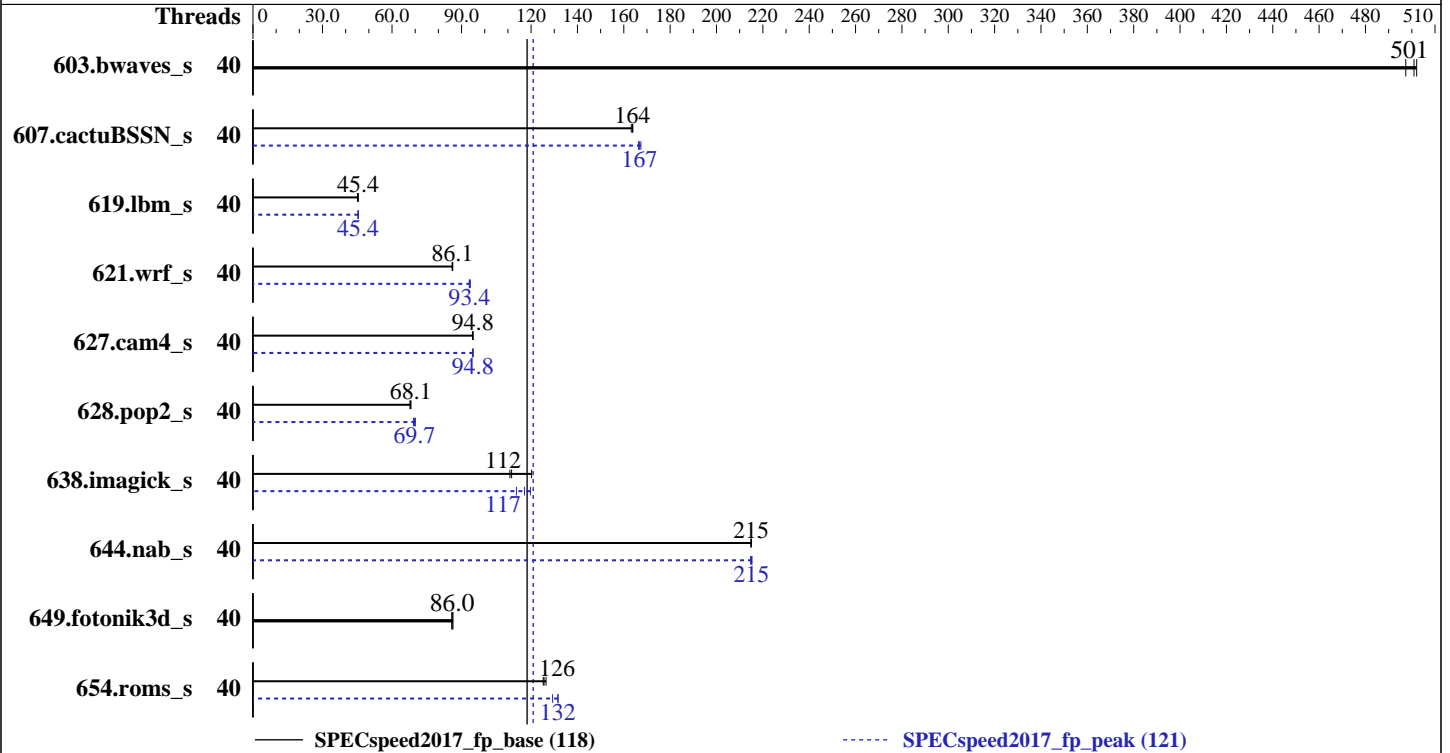 Threads 0 30.0 60.0 90.0 120 140 160 180 200 220 240 260 280 300 320 340 360 380 400 420 440 460 480 510
501
603.bwaves_s 40
164
607.cactuBSSN_s 40
167
45.4
619.lbm_s 40
45.4
86.1
621.wrf_s 40
93.4
94.8
627.cam4_s 40
94.8
68.1
628.pop2_s 40
69.7
112
638.imagick_s 40
117
215
644.nab_s 40
215
86.0
649.fotonik3d_s 40
126
654.roms_s 40
132
SPECspeed2017_fp_base (118) SPECspeed2017_fp_peak (121)